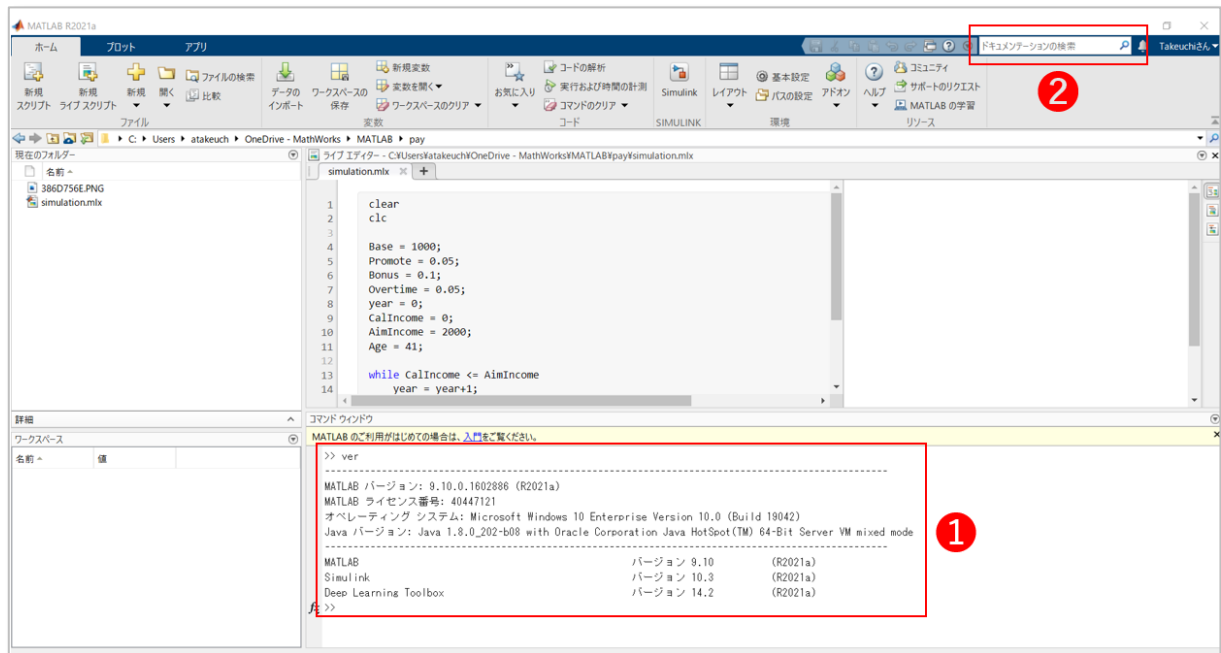 MATLAB R2021a
ホーム プロット アプリ
ドキュメンテーションの検索
Takeuchiさん
新規 スクリプト
新規 ライブ スクリプト
新規
開く
ファイルの検索
比較
ファイル
データの インポート
ワークスペースの 保存
新規変数
変数を開く
ワークスペースのクリア
変数
お気に入り
コードの解析
実行および時間の計測
コマンドのクリア
コード
Simulink
SIMULINK
レイアウト
基本設定
パスの設定
アドオン
環境
ヘルプ
コミュニティ
サポートのリクエスト
MATLAB の学習
リソース
2
C: Users atakeuch OneDrive - MathWorks MATLAB pay
現在のフォルダー
名前
386D756E.PNG
simulation.mlx
ライブ エディター - C:¥Users¥atakeuch¥OneDrive - MathWorks¥MATLAB¥pay¥simulation.mlx
simulation.mlx
1 clear
2 clc
3
4 Base = 1000;
5 Promote = 0.05;
6 Bonus = 0.1;
7 Overtime = 0.05;
8 year = 0;
9 CalIncome = 0;
10 AimIncome = 2000;
11 Age = 41;
12
13 while CalIncome <= AimIncome
14 year = year+1;
詳細
ワークスペース
名前 値
コマンド ウィンドウ
MATLAB のご利用がはじめての場合は、入門をご覧ください。
>> ver
-----------------------------------------------------------------------------------------------------
MATLAB バージョン: 9.10.0.1602886 (R2021a)
MATLAB ライセンス番号: 40447121
オペレーティング システム: Microsoft Windows 10 Enterprise Version 10.0 (Build 19042)
Java バージョン: Java 1.8.0_202-b08 with Oracle Corporation Java HotSpot(TM) 64-Bit Server VM mixed mode
-----------------------------------------------------------------------------------------------------
MATLAB バージョン 9.10 (R2021a)
Simulink バージョン 10.3 (R2021a)
Deep Learning Toolbox バージョン 14.2 (R2021a)
fx >>
1